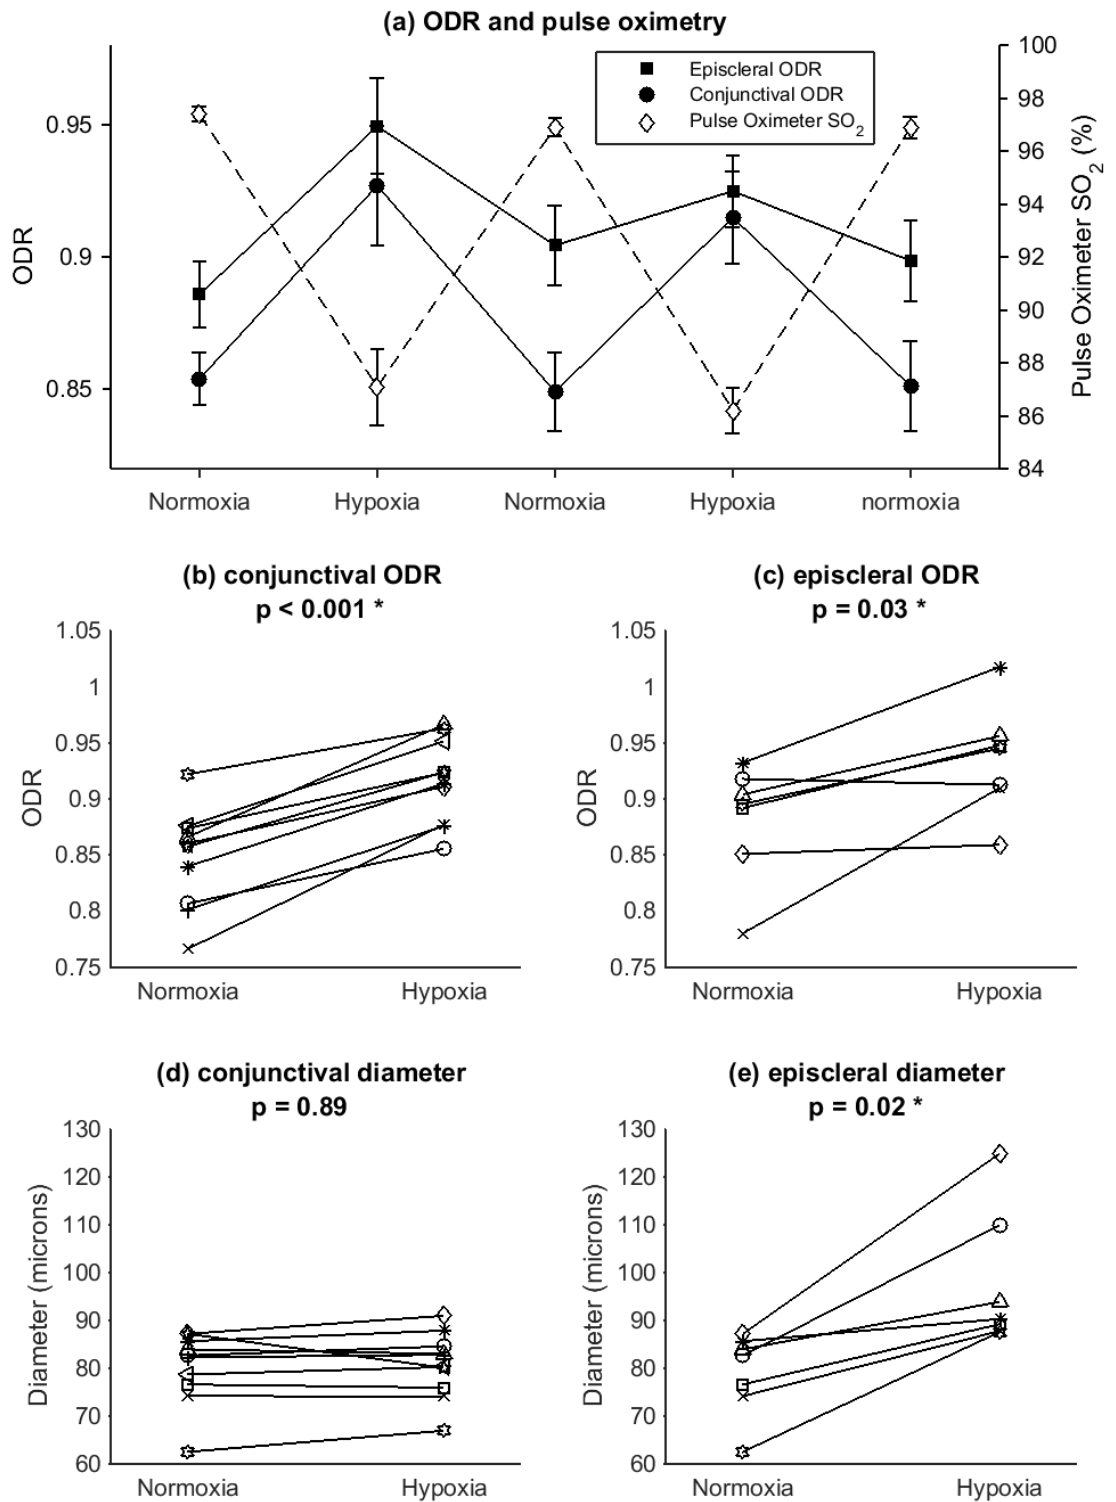 (a) ODR and pulse oximetry
100
Episcleral ODR
Conjunctival ODR
Pulse Oximeter SO2
98
0.95
96
94
0.9
92
90
88
0.85
86
84
ODR
Pulse Oximeter SO2 (%)
Normoxia Hypoxia Normoxia Hypoxia normoxia
(b) conjunctival ODR
p < 0.001 *
1.05
1
0.95
0.9
0.85
0.8
0.75
ODR
Normoxia Hypoxia
(c) episcleral ODR
p = 0.03 *
1.05
1
0.95
0.9
0.85
0.8
0.75
ODR
Normoxia Hypoxia
(d) conjunctival diameter
p = 0.89
130
120
110
100
90
80
70
60
Diameter (microns)
Normoxia Hypoxia
(e) episcleral diameter
p = 0.02 *
130
120
110
100
90
80
70
60
Diameter (microns)
Normoxia Hypoxia